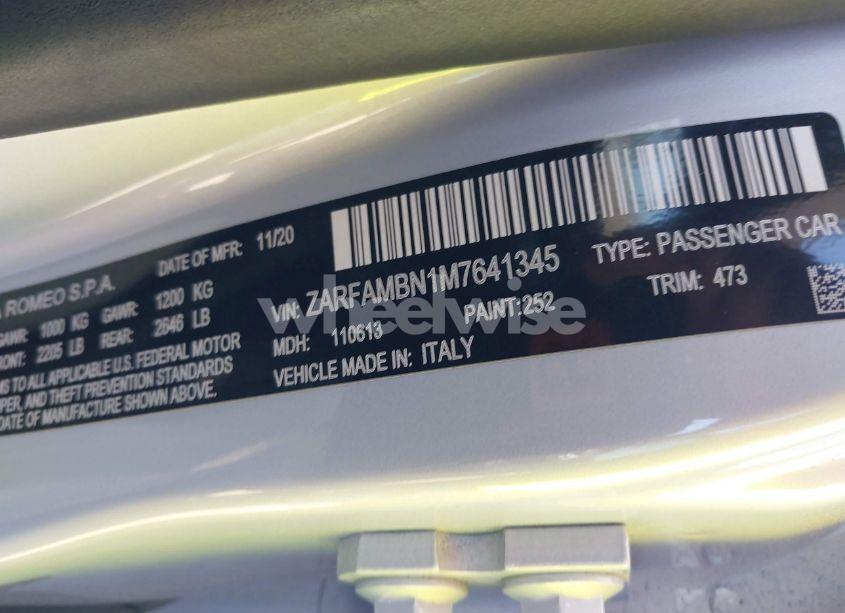 ROMEO S.P.A. DATE OF MFR: 11/20
GAWR: 1000 KG GAWR: 1200 KG
FRONT: 2205 LB REAR: 2646 LB
TO ALL APPLICABLE U.S. FEDERAL MOTOR
AND THEFT PREVENTION STANDARDS
DATE OF MANUFACTURE SHOWN ABOVE.
VIN: ZARFAMBN1M7641345 TYPE: PASSENGER CAR
MDH: 110613 PAINT:252 TRIM: 473
VEHICLE MADE IN: ITALY
wheelwise